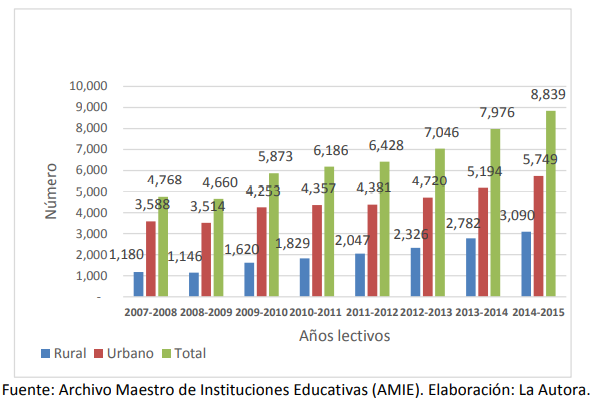 10,000
9,000
8,000
7,000
6,000
5,000
4,000
3,000
2,000
1,000
-
Número
1,180 3,588 4,768
1,146 3,514 4,660
1,620 4,253 5,873
1,829 4,357 6,186
2,047 4,381 6,428
2,326 4,720 7,046
2,782 5,194 7,976
3,090 5,749 8,839
2007-2008 2008-2009 2009-2010 2010-2011 2011-2012 2012-2013 2013-2014 2014-2015
Años lectivos
Rural Urbano Total
Fuente: Archivo Maestro de Instituciones Educativas (AMIE). Elaboración: La Autora.